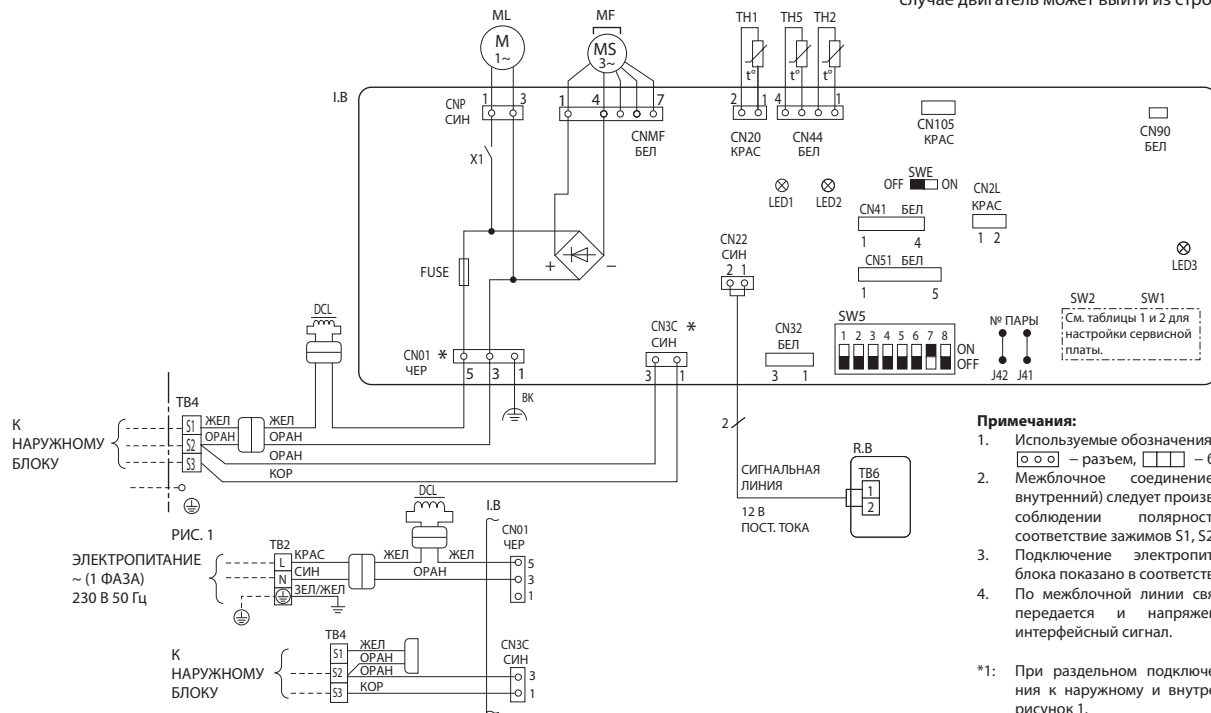 случае двигатель может выйти из стро
ML
MF
TH1 TH5 TH2
M
1~
MS
3~
t° t° t°
I.B
CNP
СИН
1 3
1 4 7
CNMF
БЕЛ
2 1
CN20
КРАС
4 1
CN44
БЕЛ
CN105
КРАС
CN90
БЕЛ
X1
LED1 LED2
SWE
OFF ON
CN41 БЕЛ
1 4
CN2L
КРАС
1 2
CN51 БЕЛ
1 5
LED3
CN22
СИН
2 1
FUSE
+ −
DCL
CN01 *
ЧЕР
5 3 1
BK
CN3C *
СИН
3 1
CN32
БЕЛ
3 1
SW5
1 2 3 4 5 6 7 8
ON
OFF
№ ПАРЫ
J42 J41
SW2 SW1
См. таблицы 1 и 2 для
настройки сервисной
платы.
К
НАРУЖНОМУ
БЛОКУ
TB4
S1 ЖЕЛ ЖЕЛ
S2 ОРАН ОРАН
ОРАН
S3 КОР
2
СИГНАЛЬНАЯ
ЛИНИЯ
12 В
ПОСТ. ТОКА
R.B
TB6
1
2
РИС. 1
ЭЛЕКТРОПИТАНИЕ
~ (1 ФАЗА)
230 В 50 Гц
TB2
L КРАС ЖЕЛ ЖЕЛ
N СИН ОРАН
ЗЕЛ/ЖЕЛ
DCL
I.B
CN01
ЧЕР
5
3
1
К
НАРУЖНОМУ
БЛОКУ
TB4
S1 ЖЕЛ
ОРАН
S2 ОРАН
S3 КОР
CN3C
СИН
3
1
Примечания:
1. Используемые обозначения
– разъем, – б
2. Межблочное соединение
внутренний) следует произв
соблюдении полярност
соответствие зажимов S1, S2
3. Подключение электропит
блока показано в соответств
4. По межблочной линии свя
передается и напряжен
интерфейсный сигнал.
*1: При раздельном подключе
ния к наружному и внутре
рисунок 1.